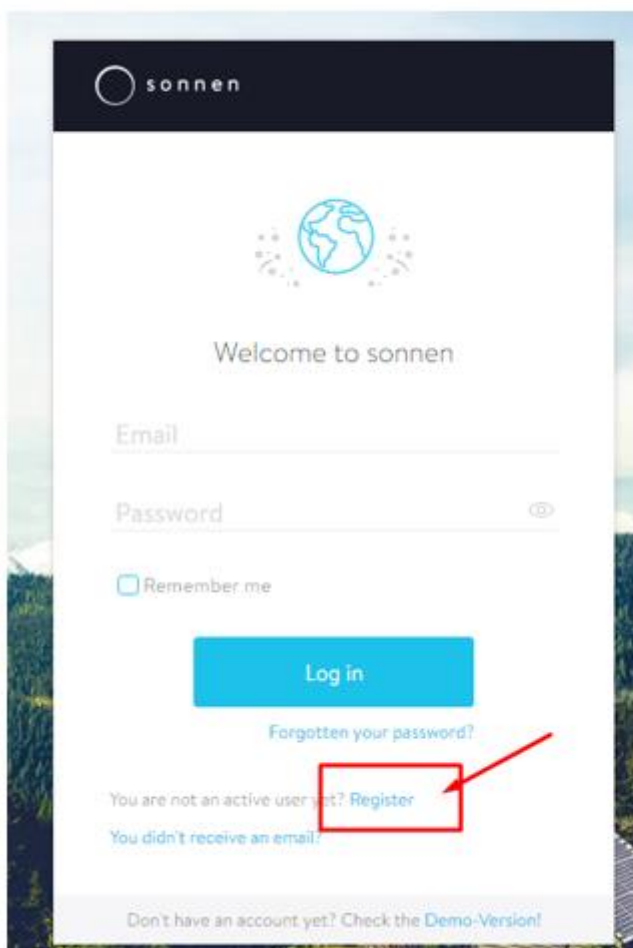 sonnen
Welcome to sonnen
Email
Password
Remember me
Log in
Forgotten your password?
You are not an active user yet? Register
You didn't receive an email?
Don't have an account yet? Check the Demo-Version!